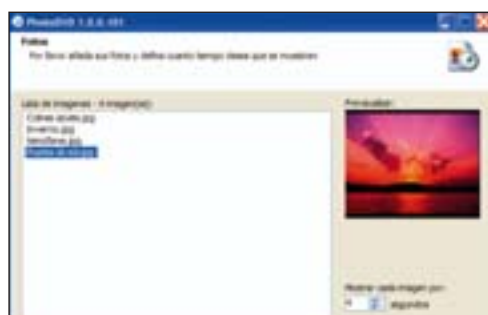 PhotoDVD 1.0.0.101
Fotos
Por favor añada sus fotos y defina cuanto tiempo desea que se muestren
Lista de imagenes - 4 imagen(es)
Previsualizar:
Colinas azules.jpg
Invierno.jpg
Nenúfares.jpg
Puesta de sol.jpg
Mostrar cada imagen por:
segundos